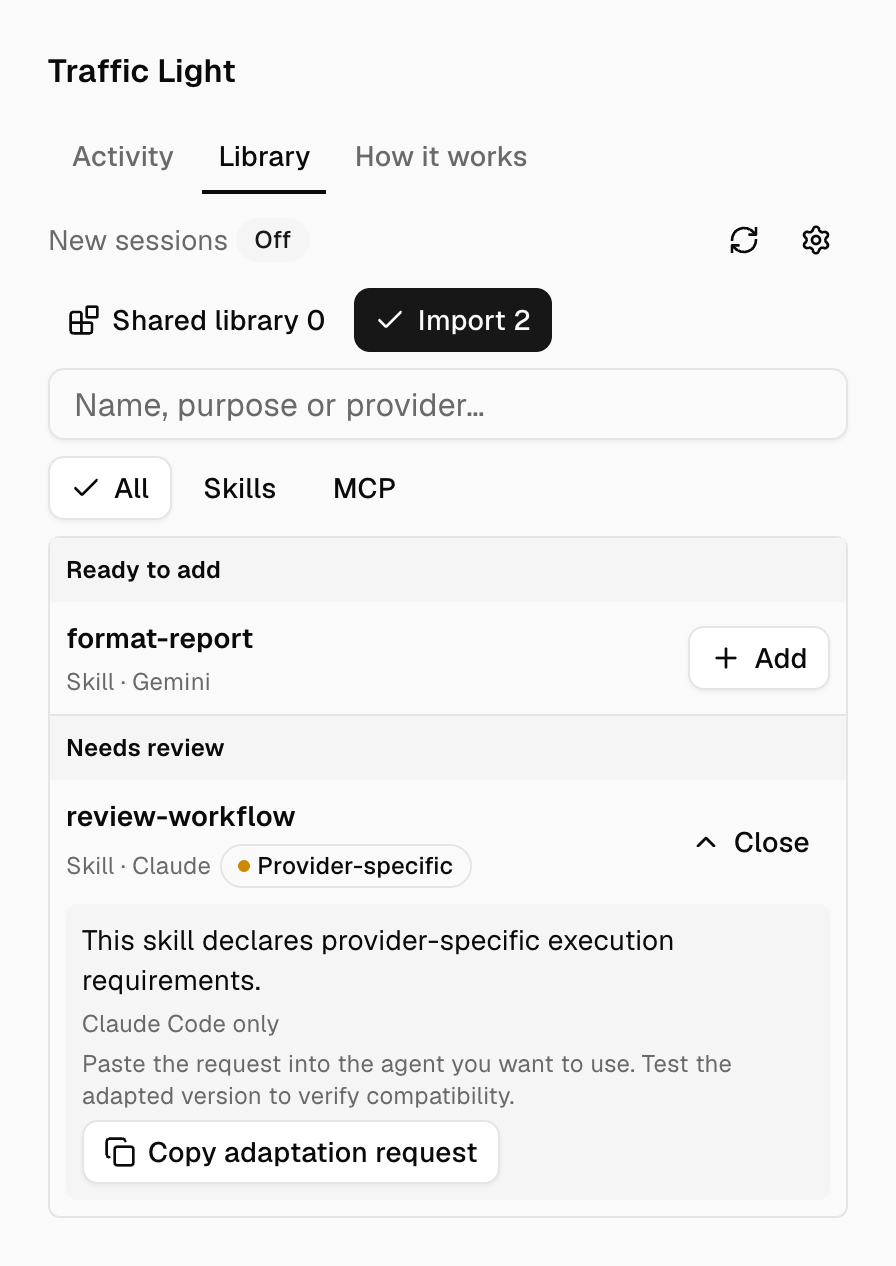 Traffic Light
Activity
Library
How it works
New sessions
Off
Shared library 0
Import 2
Name, purpose or provider…
All
Skills
MCP
Ready to add
format-report
Skill · Gemini
Add
Needs review
review-workflow
Skill · Claude
Provider-specific
Close
This skill declares provider-specific execution
requirements.
Claude Code only
Paste the request into the agent you want to use. Test the
adapted version to verify compatibility.
Copy adaptation request